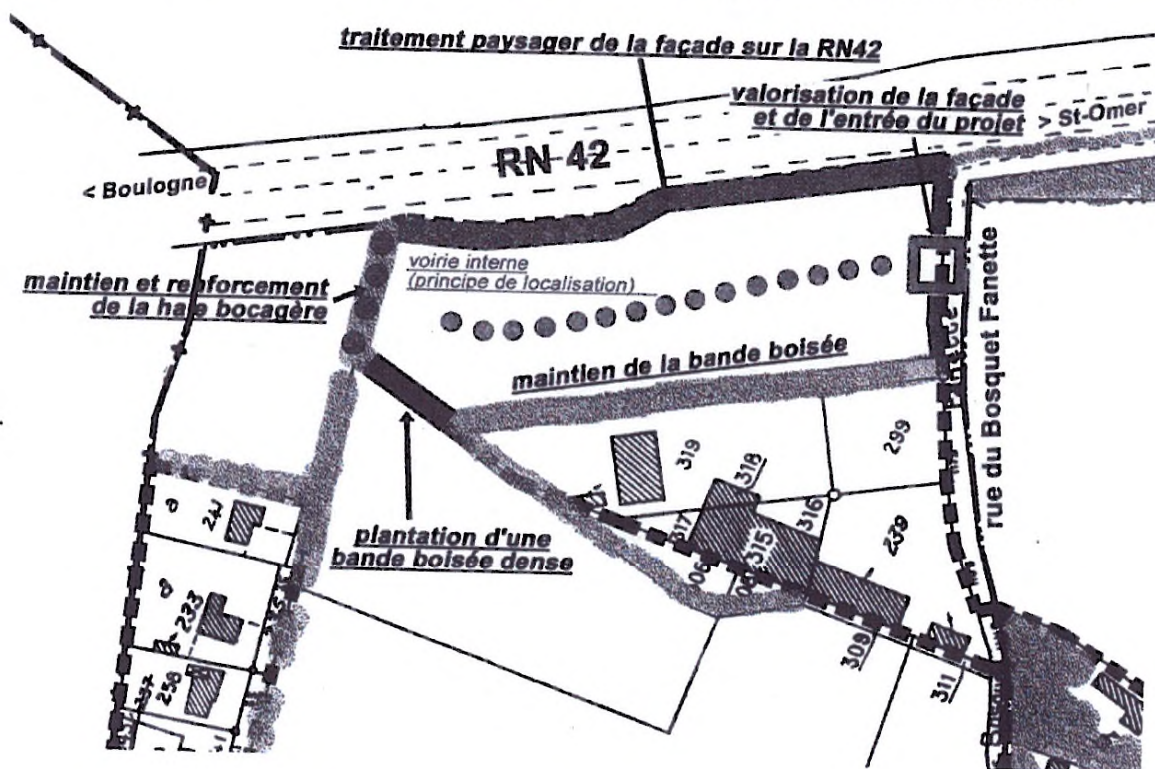 traitement paysager de la façade sur la RN42
valorisation de la façade
et de l'entrée du projet
> St-Omer
RN 42
< Boulogne
voirie interne
(principe de localisation)
maintien et renforcement
de la haie bocagère
maintien de la bande boisée
rue du Bosquet Fanette
plantation d'une
bande boisée dense
319
318
299
317
316
315
239
309
311
241
233
238